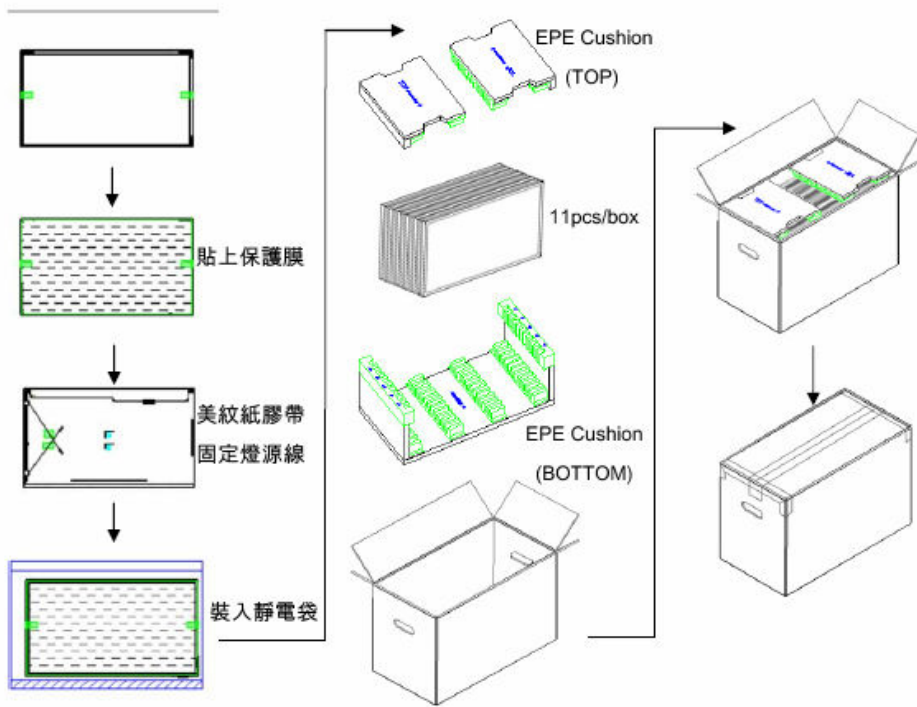 貼上保護膜
美紋紙膠帶
固定燈源線
裝入靜電袋
EPE Cushion
(TOP)
11pcs/box
EPE Cushion
(BOTTOM)